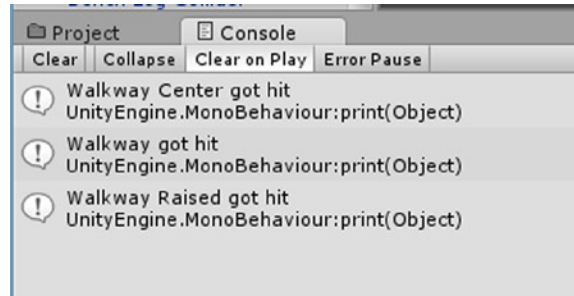 Project Console
Clear Collapse Clear on Play Error Pause
Walkway Center got hit
UnityEngine.MonoBehaviour:print(Object)
Walkway got hit
UnityEngine.MonoBehaviour:print(Object)
Walkway Raised got hit
UnityEngine.MonoBehaviour:print(Object)